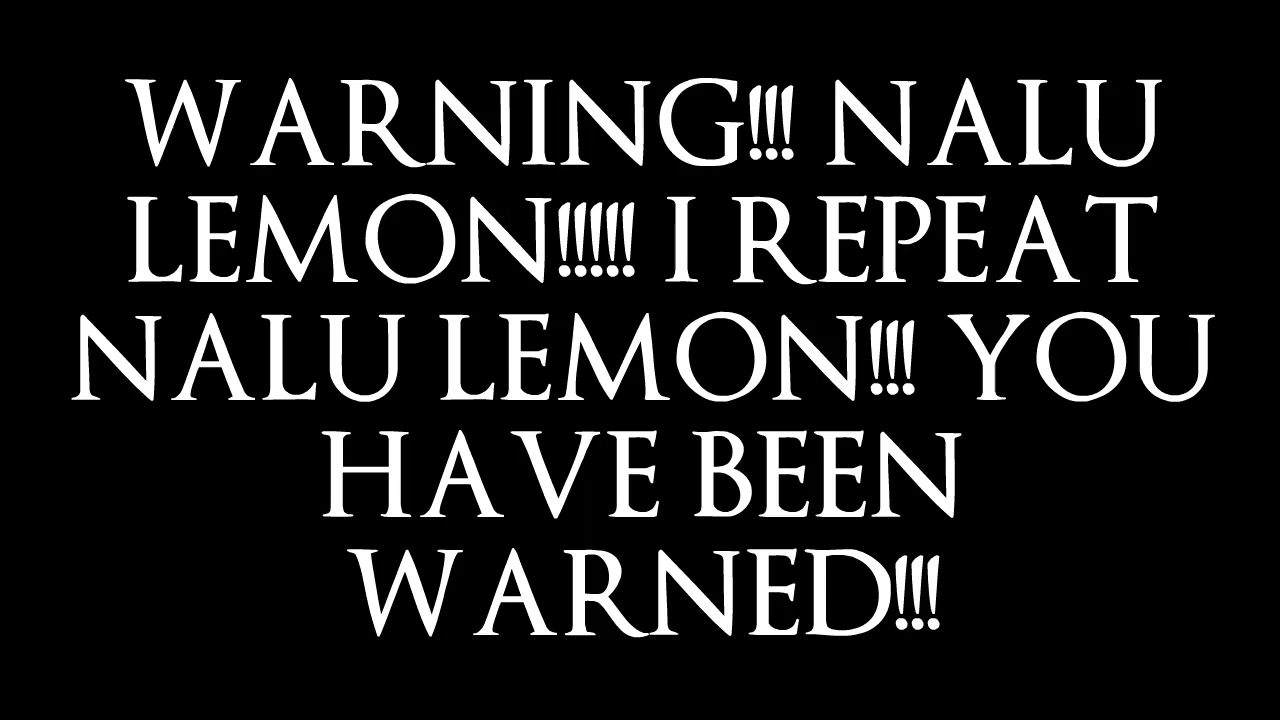 WARNING!!! NALU
LEMON!!!!! I REPEAT
NALU LEMON!!! YOU
HAVE BEEN
WARNED!!!